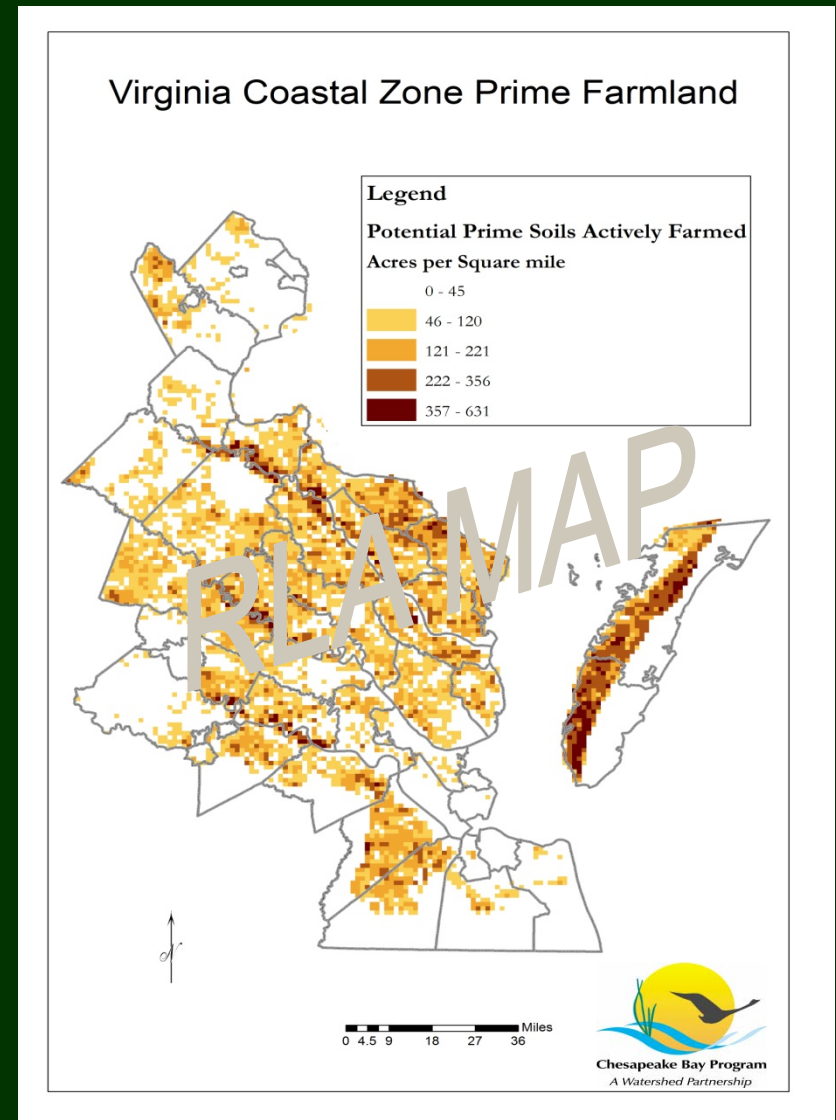 Virginia Coastal Zone Prime Farmland
Legend
Potential Prime Soils Actively Farmed
Acres per Square mile
0 - 45
46 - 120
121 - 221
222 - 356
357 - 631
RLA MAP
N
Miles
0 4.5 9 18 27 36
Chesapeake Bay Program
A Watershed Partnership